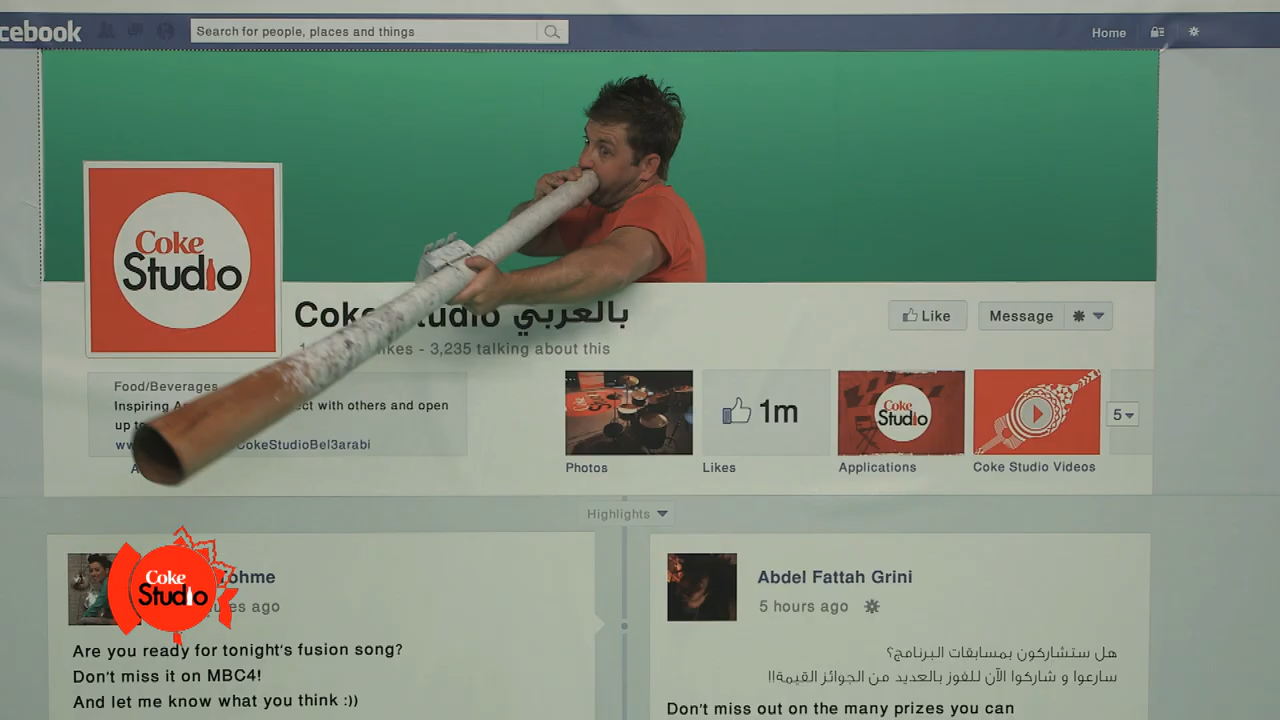 cebook
Search for people, places and things
Home
Coke
Studio
Coke Studio بالعربي
likes - 3,235 talking about this
Like
Message
Food/Beverages
Inspiring ect with others and open
up to
CokeStudioBel3arabi
1m
Coke
Studio
5
Photos
Likes
Applications
Coke Studio Videos
Highlights
Coke
Studio
Tohme
ago
Are you ready for tonight's fusion song?
Don't miss it on MBC4!
And let me know what you think :))
Abdel Fattah Grini
5 hours ago
هل ستشاركون بمسابقات البرنامج؟
سارعوا و شاركوا الآن للفوز بالعديد من الجوائز القيمة!!
Don't miss out on the many prizes you can